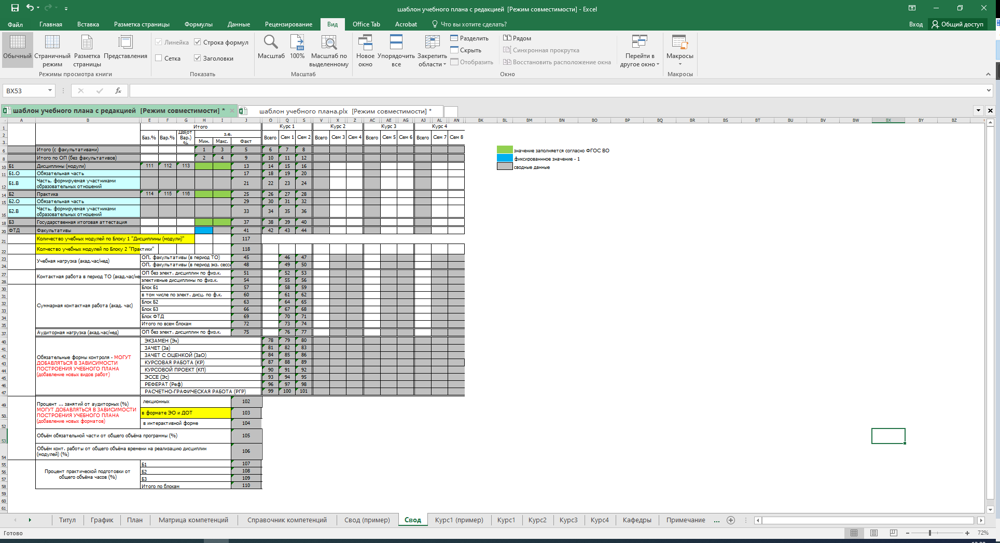 шаблон учебного плана с редакцией [Режим совместимости] - Excel
Файл Главная Вставка Разметка страницы Формулы Данные Рецензирование Вид Office Tab Acrobat Что вы хотите сделать? Вход Общий доступ
Обычный Страничный режим Разметка страницы Представления
Режимы просмотра книги
Линейка Строка формул
Сетка Заголовки
Показать
Масштаб 100% Масштаб по выделенному
Масштаб
Новое окно Упорядочить все Закрепить области
Разделить
Скрыть
Отобразить
Рядом
Синхронная прокрутка
Восстановить расположение окна
Перейти в другое окно
Окно
Макросы
Макросы
BX53 fx
шаблон учебного плана с редакцией [Режим совместимости] *
шаблон учебного плана.plx [Режим совместимости] *
A B E F G H I J O Q S V X Z AC AE AG AJ AL AN BK BL BM BN BO BP BQ BR BS BT BU BV BW BX BY BZ
1 Итого Курс 1 Курс 2 Курс 3 Курс 4
2 Баз.% Вар.% ДВ(от Вар.) % з.е. Всего Сем 1 Сем 2 Всего Сем 3 Сем 4 Всего Сем 5 Сем 6 Всего Сем 7 Сем 8
3 Мин. Макс. Факт
6 Итого (с факультативами) 1 3 5 6 7 8
значение заполняется согласно ФГОС ВО
8 Итого по ОП (без факультативов) 2 4 9 10 11 12
фиксированнное значение - 1
10 Б1 Дисциплины (модули) 111 112 113 13 14 15 16
сводные данные
11 Б1.О Обязательная часть 17 18 19 20
12 Б1.В Часть, формируемая участниками образовательных отношений 21 22 23 24
14 Б2 Практика 114 115 116 25 26 27 28
15 Б2.О Обязательная часть 29 30 31 32
16 Б2.В Часть, формируемая участниками образовательных отношений 33 34 35 36
18 Б3 Государственная итоговая аттестация 37 38 39 40
20 ФТД Факультативы 41 42 43 44
21 Количество учебных модулей по Блоку 1 "Дисциплины (модули)" 117
22 Колчество учебных модулей по Блоку 2 "Практики" 118
23 Учебная нагрузка (акад.час/нед) ОП, факультативы (в период ТО) 45 46 47
24 ОП, факультативы (в период экз. сесси 48 49 50
27 Контактная работа в период ТО (акад.час/не ОП без элект. дисциплин по физ.к. 51 52 53
28 элективные дисциплины по физ.к. 54 55 56
30 Суммарная контактная работа (акад. час) Блок Б1 57 58 59
31 в том числе по элект. дисц. по ф.к. 60 61 62
32 Блок Б2 63 64 65
33 Блок Б3 66 67 68
34 Блок ФТД 69 70 71
35 Итого по всем блокам 72 73 74
37 Аудиторная нагрузка (акад.час/нед) ОП без элект. дисциплин по физ.к. 75 76 77
Обязательные формы контроля - МОГУТ
ДОБАВЛЯТЬСЯ В ЗАВИСИМОСТИ
ПОСТРОЕНИЯ УЧЕБНОГО ПЛАНА
(добавление новых видов работ)
40 ЭКЗАМЕН (Эк) 78 79 80
41 ЗАЧЕТ (За) 81 82 83
42 ЗАЧЕТ С ОЦЕНКОЙ (ЗаО) 84 85 86
43 КУРСОВАЯ РАБОТА (КР) 87 88 89
44 КУРСОВОЙ ПРОЕКТ (КП) 90 91 92
45 ЭССЕ (Эс) 93 94 95
46 РЕФЕРАТ (Реф) 96 97 98
47 РАСЧЕТНО-ГРАФИЧЕСКАЯ РАБОТА (РГР) 99 100 101
Процент ... занятий от аудиторных (%)
МОГУТ ДОБАВЛЯТЬСЯ В ЗАВИСИМОСТИ
ПОСТРОЕНИЯ УЧЕБНОГО ПЛАНА
(добавление новых форматов)
49 лекционных 102
50 в формате ЭО и ДОТ 103
52 в интерактивной форме 104
53 Объём обязательной части от общего объёма программы (%) 105
54 Объём конт. работы от общего объёма времени на реализацию дисциплин (модулей) (%) 106
Процент практической подготовки от
общего объёма часов (%)
55 Б1 107
56 Б2 108
57 Б3 109
58 Итого по блокам 110
59
60
61
Титул График План Матрица компетенций Справочник компетенций Свод (пример) Свод Курс1 (пример) Курс1 Курс2 Курс3 Курс4 Кафедры Примечание ...
Готово 72%